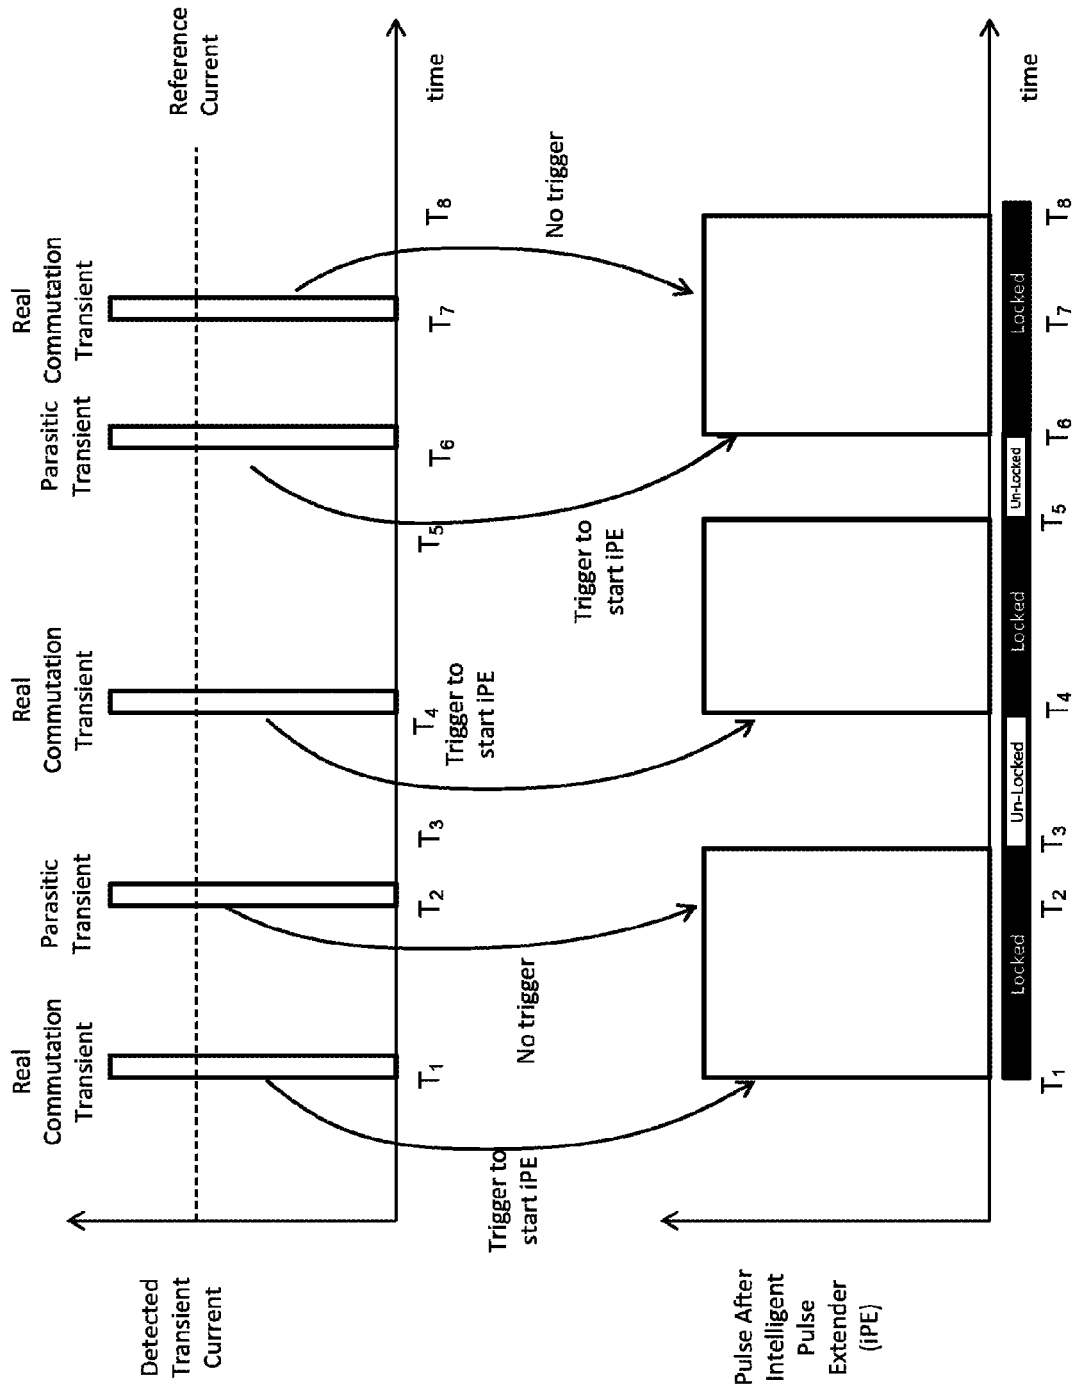 Detected
Transient
Current
Real
Commutation
Transient
Parasitic
Transient
Real
Commutation
Transient
Parasitic
Transient
Real
Commutation
Transient
Reference
Current
T1
T2
T3
T4
T5
T6
T7
T8
time
Trigger to
start iPE
No trigger
Trigger to
start iPE
Trigger to
start iPE
No trigger
Pulse After
Intelligent
Pulse
Extender
(iPE)
Locked
Un-Locked
Locked
Un-Locked
Locked
T1
T2
T3
T4
T5
T6
T7
T8
time